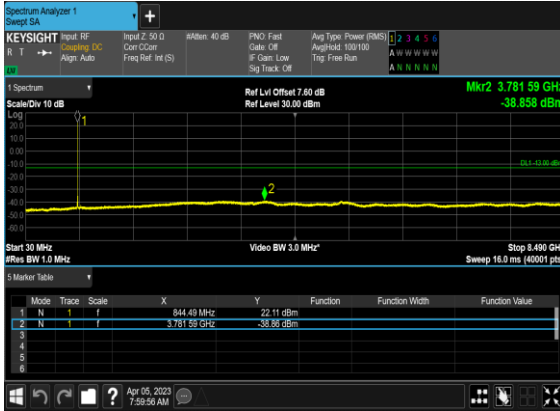 Spectrum Analyzer 1
Swept SA
+
KEYSIGHT Input: RF Input Z: 50 Ω #Atten: 40 dB PNO: Fast Avg Type: Power (RMS) 1 2 3 4 5 6
R T Coupling: DC Corr CCorr Gate: Off Avg|Hold: 100/100 A W W W W W
Align: Auto Freq Ref: Int (S) IF Gain: Low Trig: Free Run
Sig Track: Off A N N N N N
1 Spectrum Ref Lvl Offset 7.60 dB Mkr2 3.781 59 GHz
Scale/Div 10 dB Ref Level 30.00 dBm -38.858 dBm
Log
20.0
10.0
0.00
-10.0
DL1 -13.00 dBm
-20.0
-30.0
-40.0
-50.0
-60.0
1
2
Start 30 MHz Video BW 3.0 MHz* Stop 8.490 GHz
#Res BW 1.0 MHz Sweep 16.0 ms (40001 pts)
5 Marker Table
Mode Trace Scale X Y Function Function Width Function Value
1 N 1 f 844.49 MHz 22.11 dBm
2 N 1 f 3.781 59 GHz -38.86 dBm
3
4
5
6
? Apr 05, 2023
7:59:56 AM